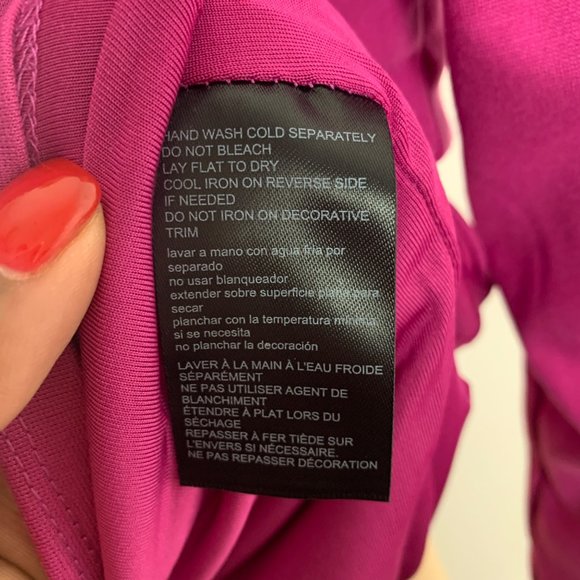 HAND WASH COLD SEPARATELY
DO NOT BLEACH
LAY FLAT TO DRY
COOL IRON ON REVERSE SIDE
IF NEEDED
DO NOT IRON ON DECORATIVE
TRIM
lavar a mano con agua fria por
separado
no usar blanqueador
extender sobre superficie plana para
secar
planchar con la temperatura minima
si se necesita
no planchar la decoración
LAVER À LA MAIN À L'EAU FROIDE
SÉPARÉMENT
NE PAS UTILISER AGENT DE
BLANCHIMENT
ÉTENDRE À PLAT LORS DU
SÉCHAGE
REPASSER À FER TIÈDE SUR
L'ENVERS SI NÉCESSAIRE.
NE PAS REPASSER DÉCORATION